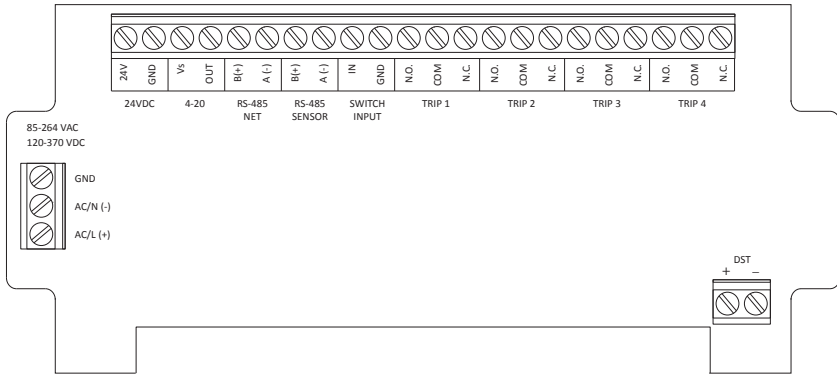 24V GND Vs OUT B(+) A (-) B(+) A (-) IN GND N.O. COM N.C. N.O. COM N.C. N.O. COM N.C. N.O. COM N.C.
24VDC 4-20 RS-485 NET RS-485 SENSOR SWITCH INPUT TRIP 1 TRIP 2 TRIP 3 TRIP 4
85-264 VAC
120-370 VDC
GND
AC/N (-)
AC/L (+)
DST
+ −